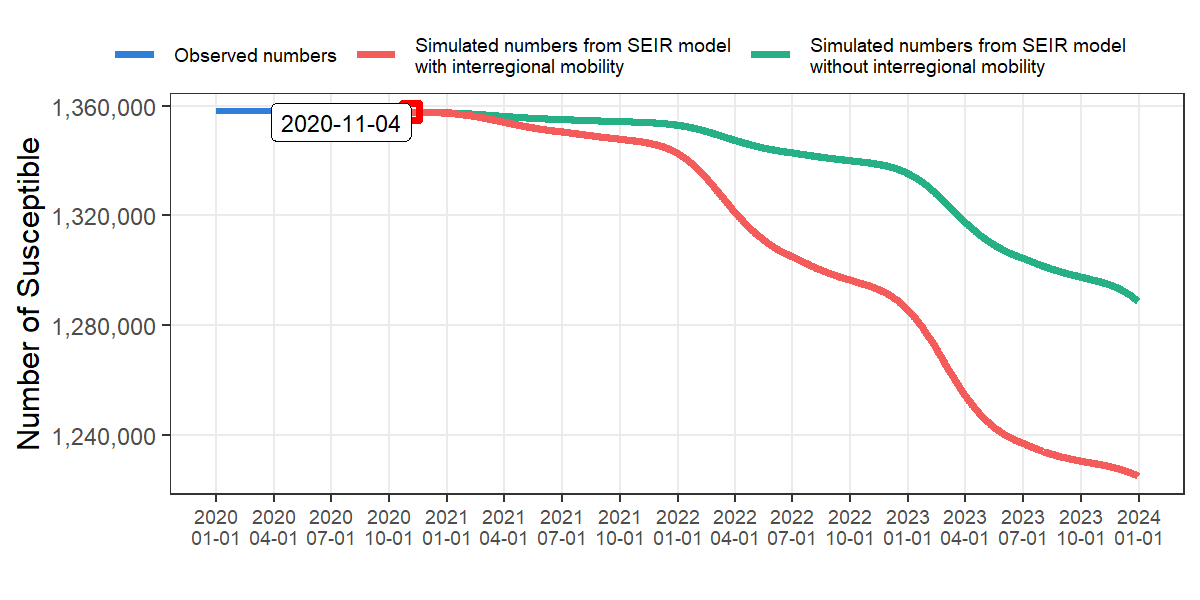 Observed numbers
Simulated numbers from SEIR model
with interregional mobility
Simulated numbers from SEIR model
without interregional mobility
Number of Susceptible
1,360,000
1,320,000
1,280,000
1,240,000
2020-11-04
2020 2020 2020 2020 2021 2021 2021 2021 2022 2022 2022 2022 2023 2023 2023 2023 2024
01-01 04-01 07-01 10-01 01-01 04-01 07-01 10-01 01-01 04-01 07-01 10-01 01-01 04-01 07-01 10-01 01-01